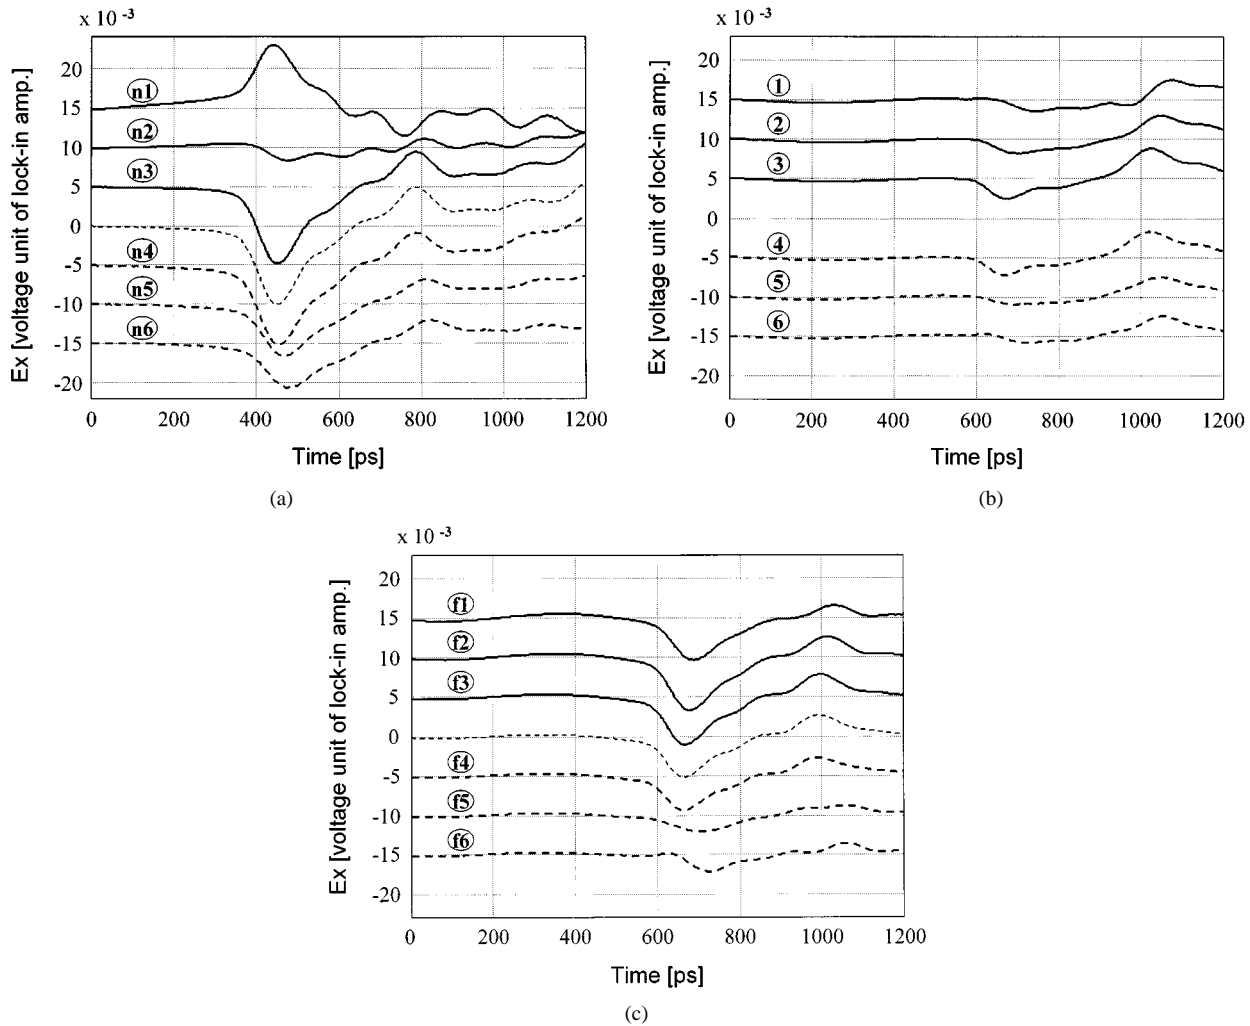 x 10 -3
Ex [voltage unit of lock-in amp.]
20
15
10
5
0
-5
-10
-15
-20
n1
n2
n3
n4
n5
n6
0 200 400 600 800 1000 1200
Time [ps]
(a)
x 10 -3
Ex [voltage unit of lock-in amp.]
20
15
10
5
0
-5
-10
-15
-20
1
2
3
4
5
6
0 200 400 600 800 1000 1200
Time [ps]
(b)
x 10 -3
Ex [voltage unit of lock-in amp.]
20
15
10
5
0
-5
-10
-15
-20
f1
f2
f3
f4
f5
f6
0 200 400 600 800 1000 1200
Time [ps]
(c)